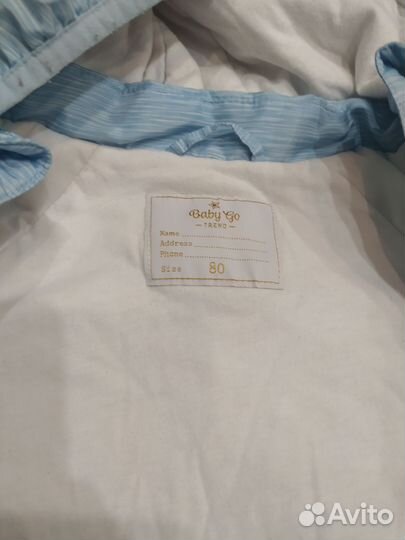 Baby Go
— TREND —
Name
Address
Phone
Size 80
Avito